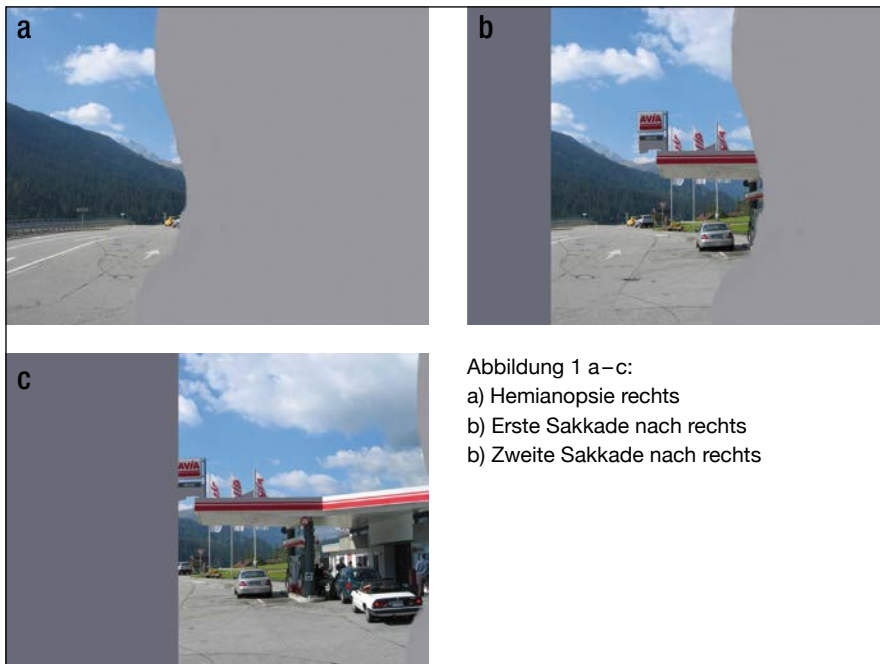 a
b
AVIA
c
AVIA
Abbildung 1 a–c:
a) Hemianopsie rechts
b) Erste Sakkade nach rechts
b) Zweite Sakkade nach rechts